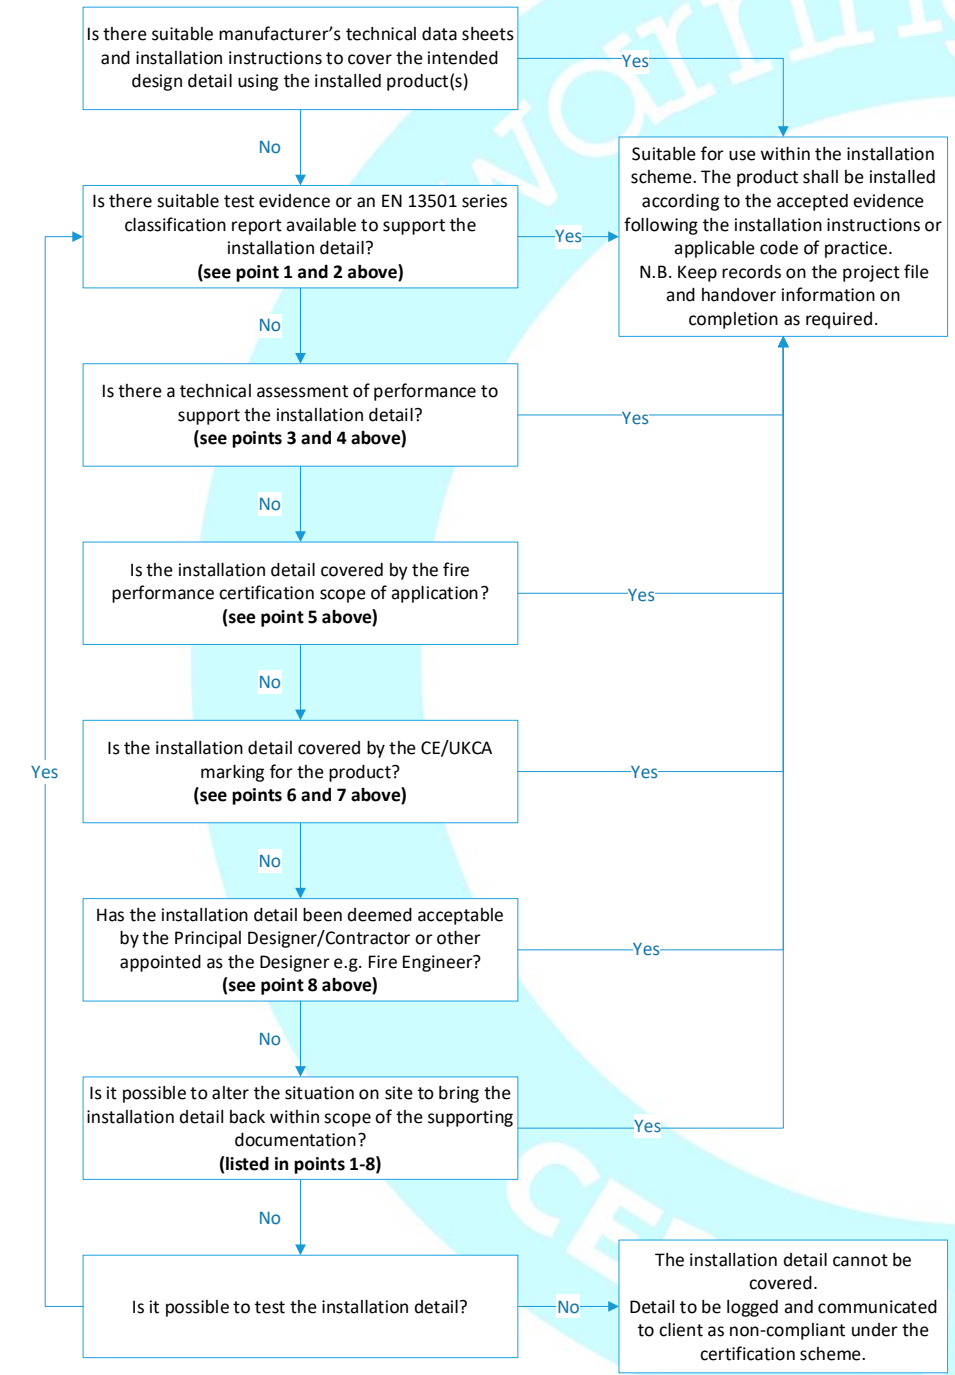 Is there suitable manufacturer's technical data sheets
and installation instructions to cover the intended
design detail using the installed product(s)
Yes
No
Suitable for use within the installation
scheme. The product shall be installed
according to the accepted evidence
following the installation instructions or
applicable code of practice.
N.B. Keep records on the project file
and handover information on
completion as required.
Is there suitable test evidence or an EN 13501 series
classification report available to support the
installation detail?
(see point 1 and 2 above)
Yes
No
Is there a technical assessment of performance to
support the installation detail?
(see points 3 and 4 above)
Yes
No
Is the installation detail covered by the fire
performance certification scope of application?
(see point 5 above)
Yes
No
Is the installation detail covered by the CE/UKCA
marking for the product?
(see points 6 and 7 above)
Yes
Yes
No
Has the installation detail been deemed acceptable
by the Principal Designer/Contractor or other
appointed as the Designer e.g. Fire Engineer?
(see point 8 above)
Yes
No
Is it possible to alter the situation on site to bring the
installation detail back within scope of the supporting
documentation?
(listed in points 1-8)
Yes
No
Is it possible to test the installation detail?
No
The installation detail cannot be
covered.
Detail to be logged and communicated
to client as non-compliant under the
certification scheme.